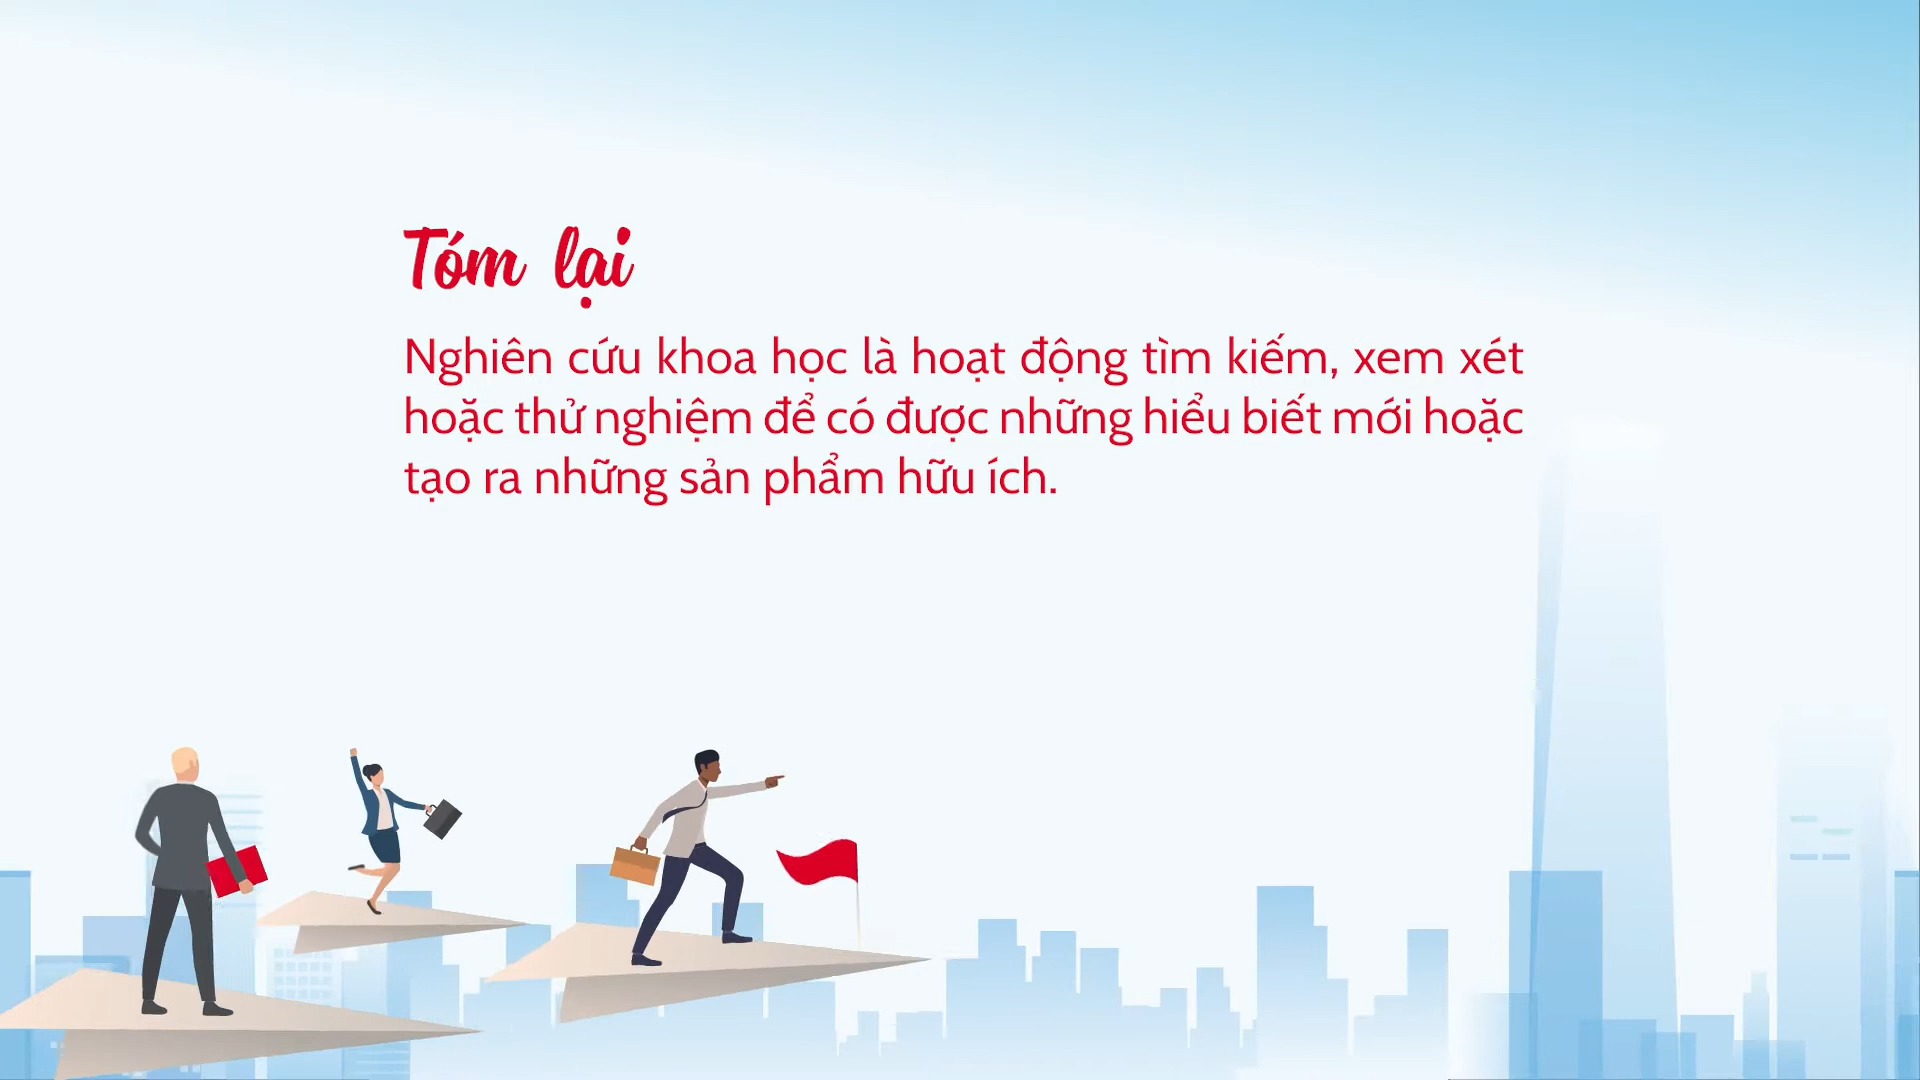 Tóm lại
Nghiên cứu khoa học là hoạt động tìm kiếm, xem xét
hoặc thử nghiệm để có được những hiểu biết mới hoặc
tạo ra những sản phẩm hữu ích.